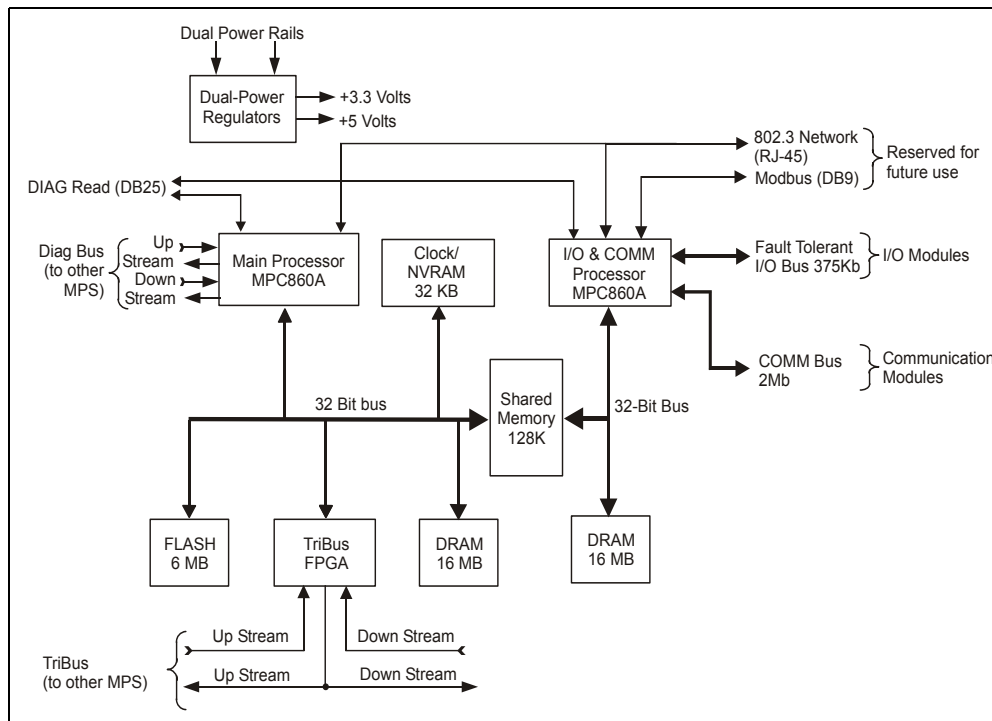 Dual Power Rails
Dual-Power
Regulators
+3.3 Volts
+5 Volts
802.3 Network
(RJ-45)
Modbus (DB9)
Reserved for
future use
DIAG Read (DB25)
Diag Bus
(to other
MPS)
Up
Stream
Down
Stream
Main Processor
MPC860A
Clock/
NVRAM
32 KB
I/O & COMM
Processor
MPC860A
Fault Tolerant
I/O Bus 375Kb
I/O Modules
COMM Bus
2Mb
Communication
Modules
32 Bit bus
Shared
Memory
128K
32-Bit Bus
FLASH
6 MB
TriBus
FPGA
DRAM
16 MB
DRAM
16 MB
TriBus
(to other MPS)
Up Stream
Down Stream
Up Stream
Down Stream